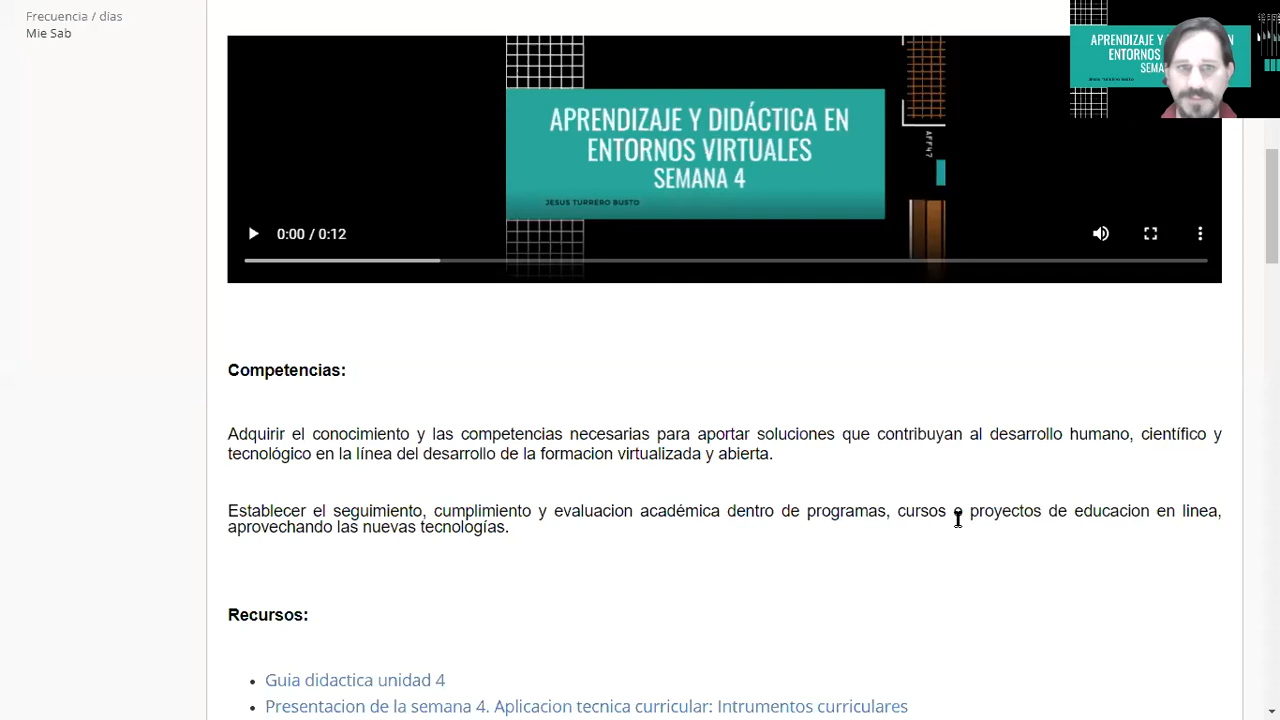 Frecuencia / días
Mie Sab
APRENDIZAJE Y DIDÁCTICA EN
ENTORNOS VIRTUALES
SEMANA 4
JESUS TURRERO BUSTO
AFF47
0:00 / 0:12
APRENDIZAJE Y
ENTORNOS
Competencias:
Adquirir el conocimiento y las competencias necesarias para aportar soluciones que contribuyan al desarrollo humano, científico y
tecnológico en la línea del desarrollo de la formacion virtualizada y abierta.
Establecer el seguimiento, cumplimiento y evaluacion académica dentro de programas, cursos o proyectos de educacion en linea,
aprovechando las nuevas tecnologías.
Recursos:
Guia didactica unidad 4
Presentacion de la semana 4. Aplicacion tecnica curricular: Intrumentos curriculares